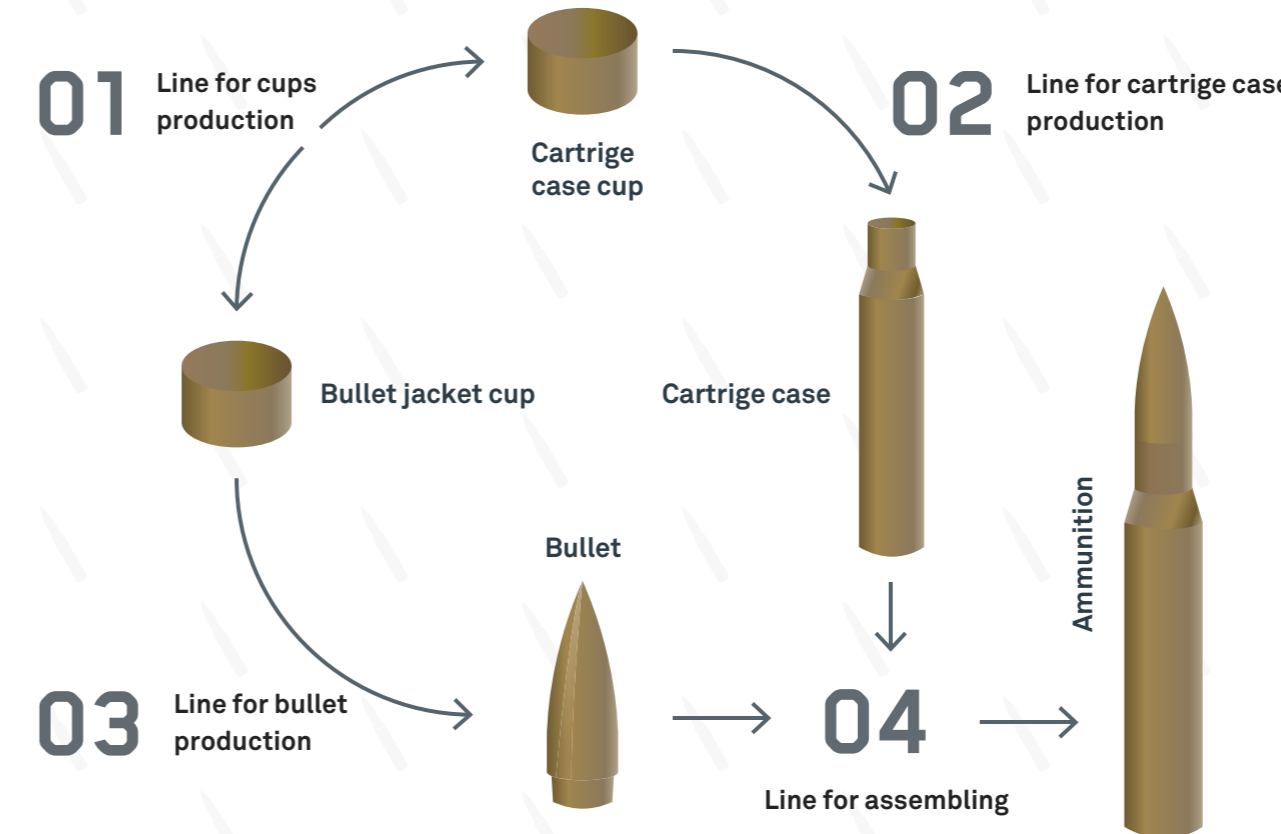 01
Line for cups
production
Cartrige
case cup
02
Line for cartrige case
production
Bullet jacket cup
Cartrige case
Ammunition
Bullet
03
Line for bullet
production
04
Line for assembling